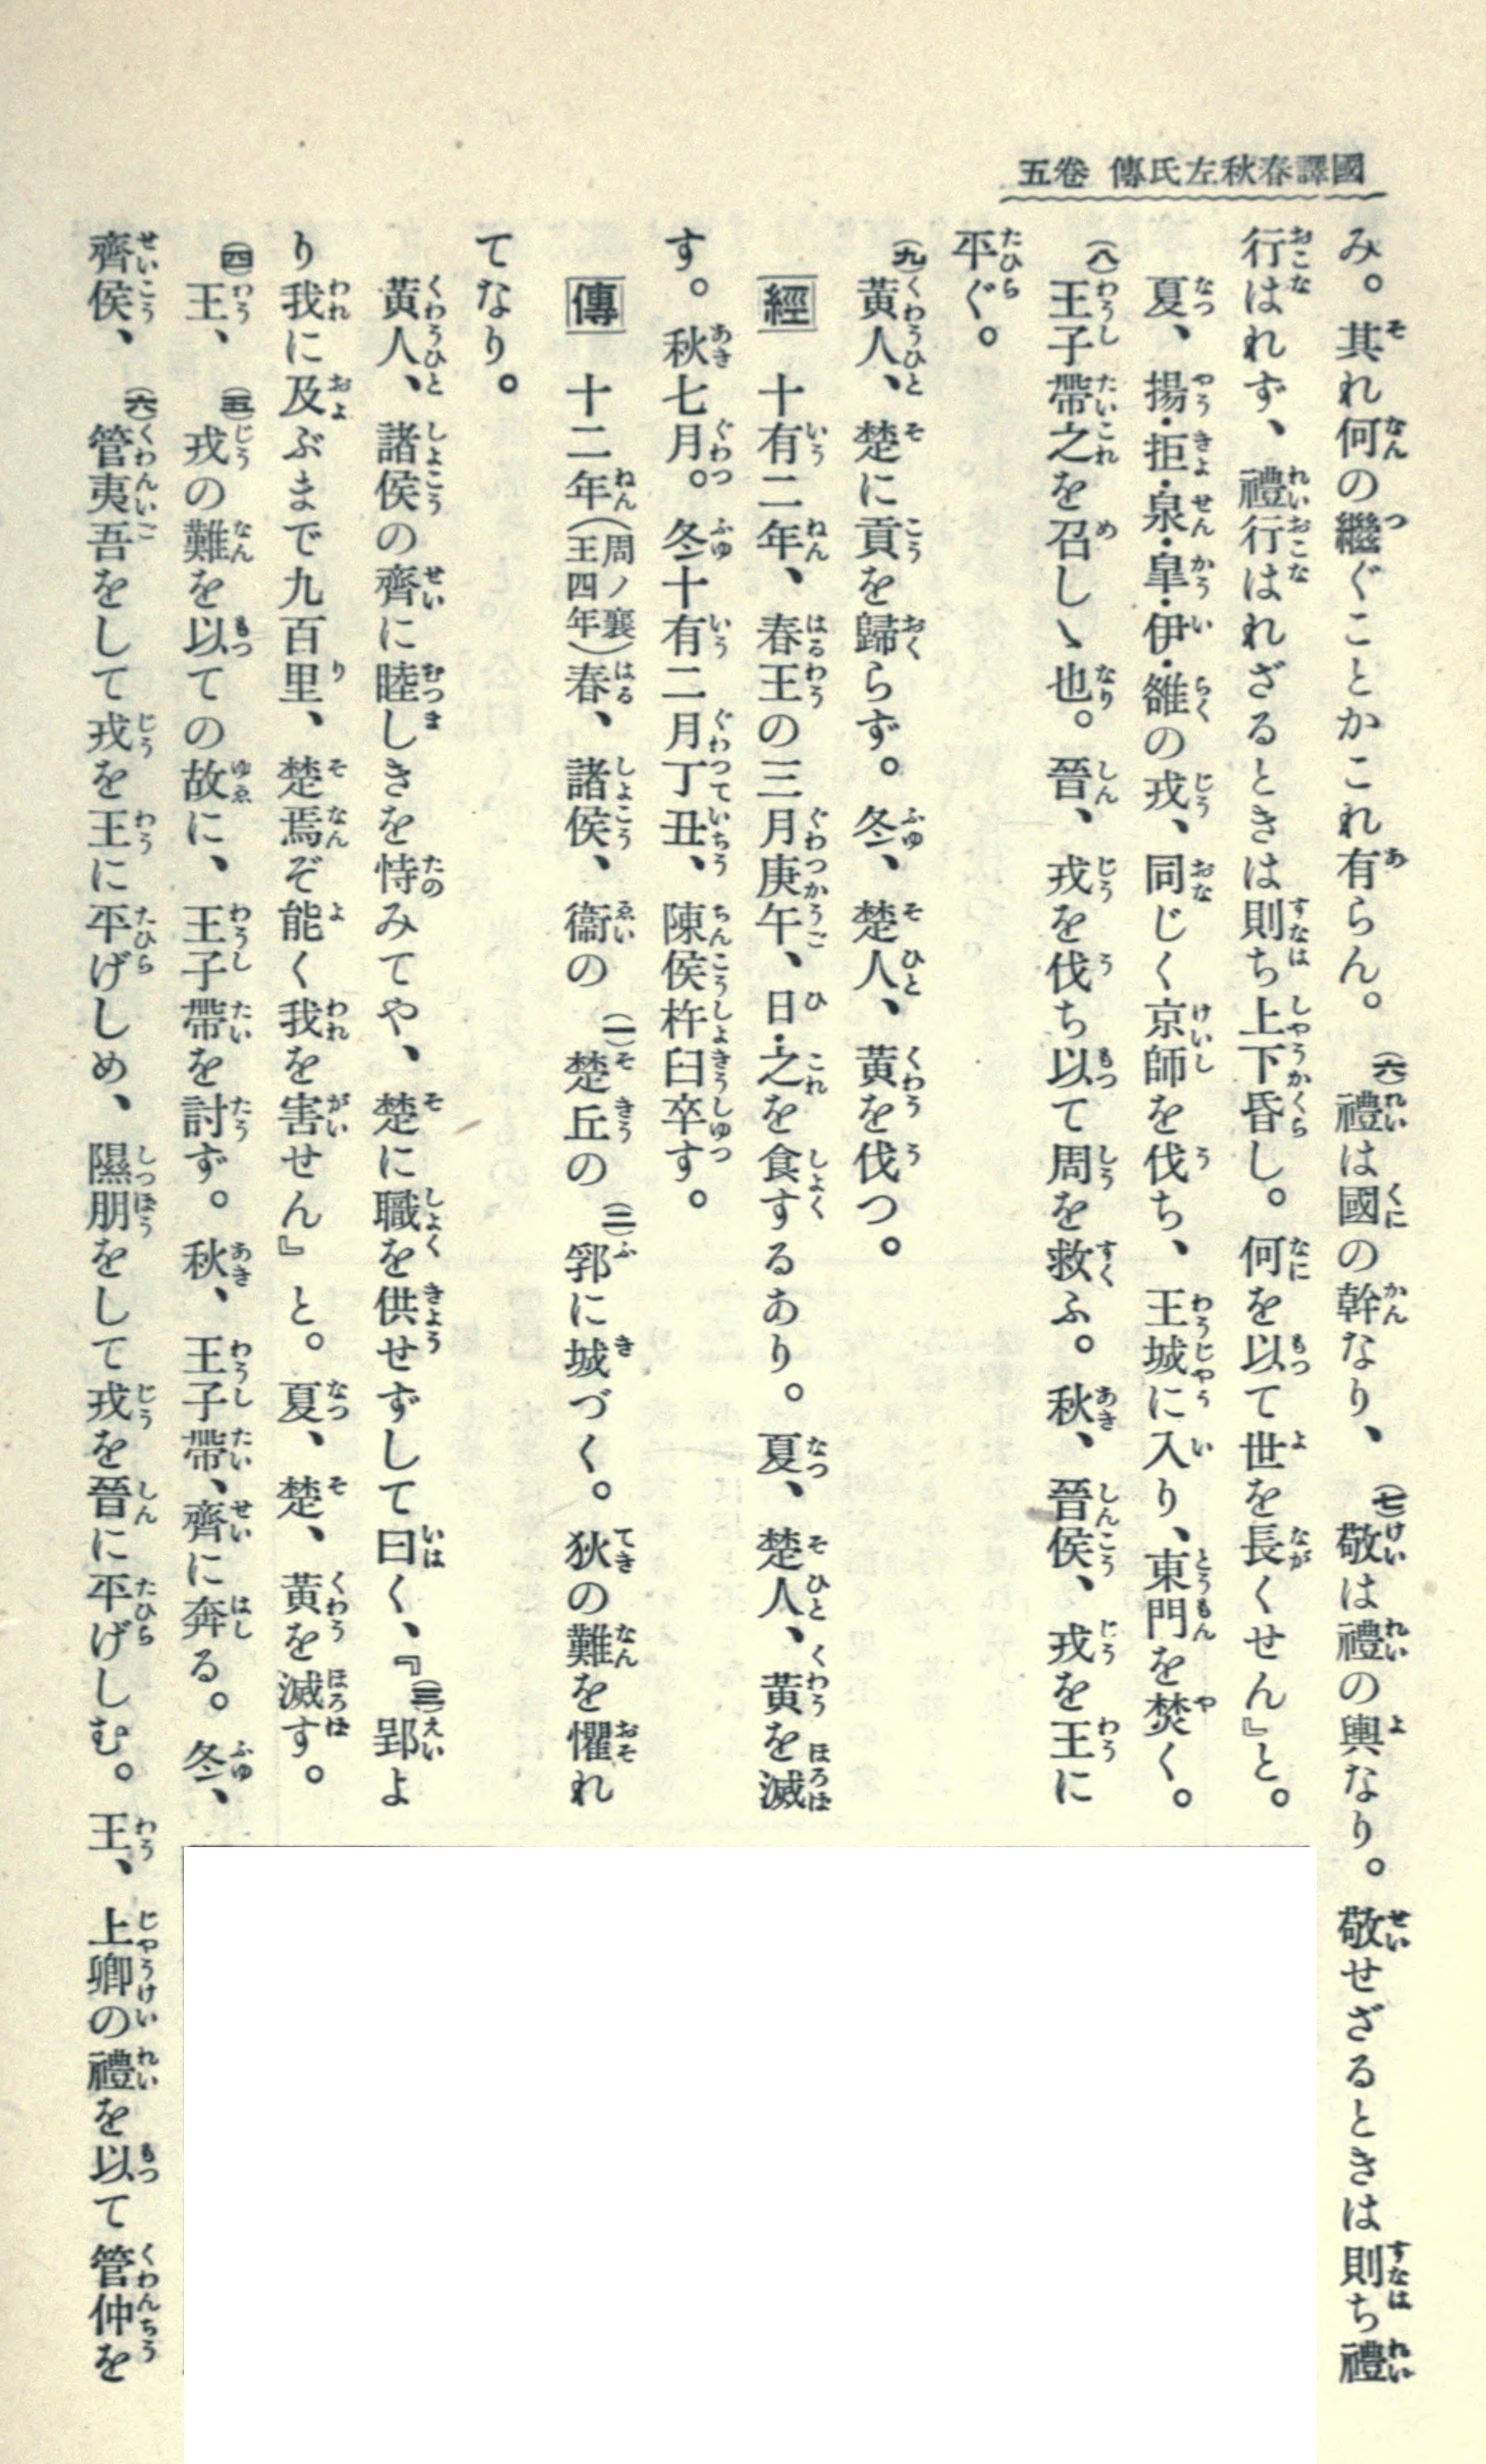 國譯春秋左氏傳 卷五
み。其れ何の繼ぐことかこれ有らん。(六)禮は國の幹なり、(七)敬は禮の輿なり。敬せざるときは則ち禮
行はれず、禮行はれざるときは則ち上下昏し。何を以て世を長くせん』と。
夏、揚・拒・泉・皐・伊・雒の戎、同じく京師を伐ち、王城に入り、東門を焚く。
(八)王子帶之を召しゝ也。晉、戎を伐ち以て周を救ふ。秋、晉侯、戎を王に
平ぐ。
(九)黃人、楚に貢を歸らず。冬、楚人、黃を伐つ。
經 十有二年、春王の三月庚午、日之を食するあり。夏、楚人、黃を滅
す。秋七月。冬十有二月丁丑、陳侯杵臼卒す。
傳 十二年(周ノ襄王四年)春、諸侯、衞の(一)楚丘の(二)郛に城づく。狄の難を懼れ
てなり。
黃人、諸侯の齊に睦しきを恃みてや、楚に職を供せずして曰く、『(三)郢よ
り我に及ぶまで九百里、楚焉ぞ能く我を害せん』と。夏、楚、黃を滅す。
(四)王、(五)戎の難を以ての故に、王子帶を討ず。秋、王子帶、齊に奔る。冬、
齊侯、(六)管夷吾をして戎を王に平げしめ、隰朋をして戎を晉に平げしむ。王、上卿の禮を以て管仲を